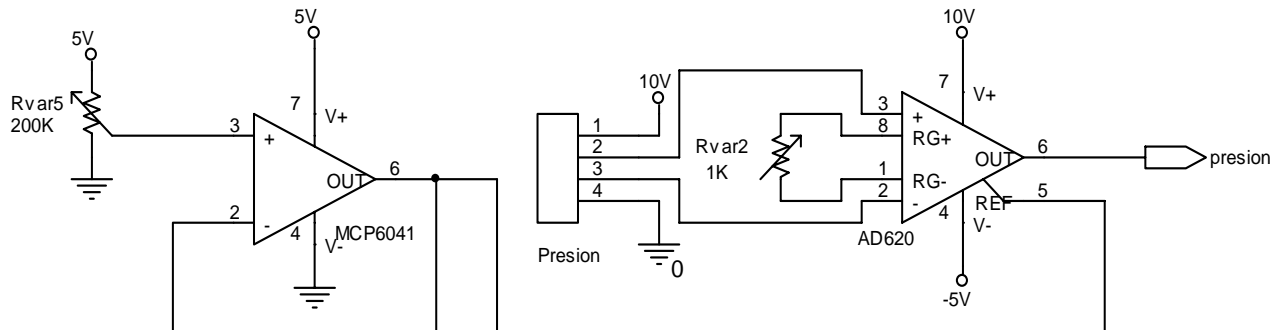 5V
Rvar5
200K
5V
7
V+
3
+
OUT
6
2
-
4
V-
MCP6041
10V
1
2
3
4
Presion
0
Rvar2
1K
10V
7
V+
3
+
8
RG+
OUT
6
1
RG-
2
-
REF
5
4
V-
AD620
-5V
presion